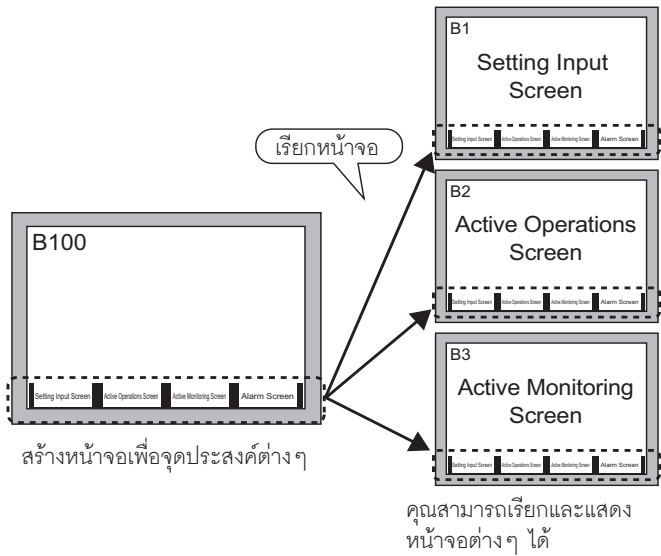 B1
Setting Input
Screen
Setting Input Screen Active Operations Screen Active Monitoring Screen Alarm Screen
เรียกหน้าจอ
B2
Active Operations
Screen
Setting Input Screen Active Operations Screen Active Monitoring Screen Alarm Screen
B100
Setting Input Screen Active Operations Screen Active Monitoring Screen Alarm Screen
B3
Active Monitoring
Screen
Setting Input Screen Active Operations Screen Active Monitoring Screen Alarm Screen
สร้างหน้าจอเพื่อจุดประสงค์ต่างๆ
คุณสามารถเรียกและแสดง
หน้าจอต่างๆ ได้